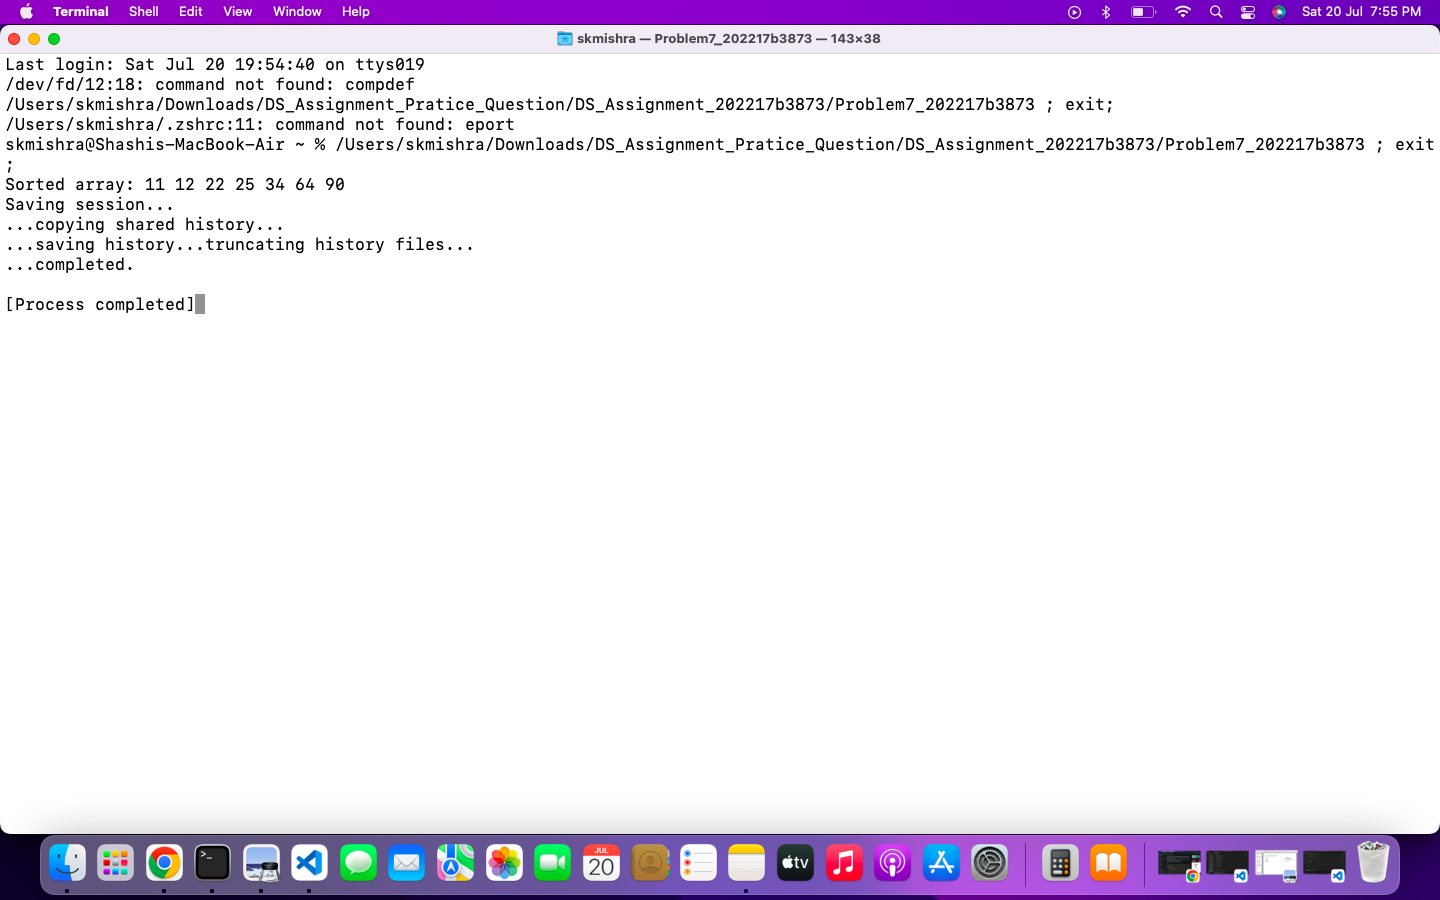 Terminal Shell Edit View Window Help Sat 20 Jul 7:55 PM
skmishra — Problem7_202217b3873 — 143×38
Last login: Sat Jul 20 19:54:40 on ttys019
/dev/fd/12:18: command not found: compdef
/Users/skmishra/Downloads/DS_Assignment_Pratice_Question/DS_Assignment_202217b3873/Problem7_202217b3873 ; exit;
/Users/skmishra/.zshrc:11: command not found: eport
skmishra@Shashis-MacBook-Air ~ % /Users/skmishra/Downloads/DS_Assignment_Pratice_Question/DS_Assignment_202217b3873/Problem7_202217b3873 ; exit
;
Sorted array: 11 12 22 25 34 64 90
Saving session...
...copying shared history...
...saving history...truncating history files...
...completed.
[Process completed]
>_
JUL
20
tv